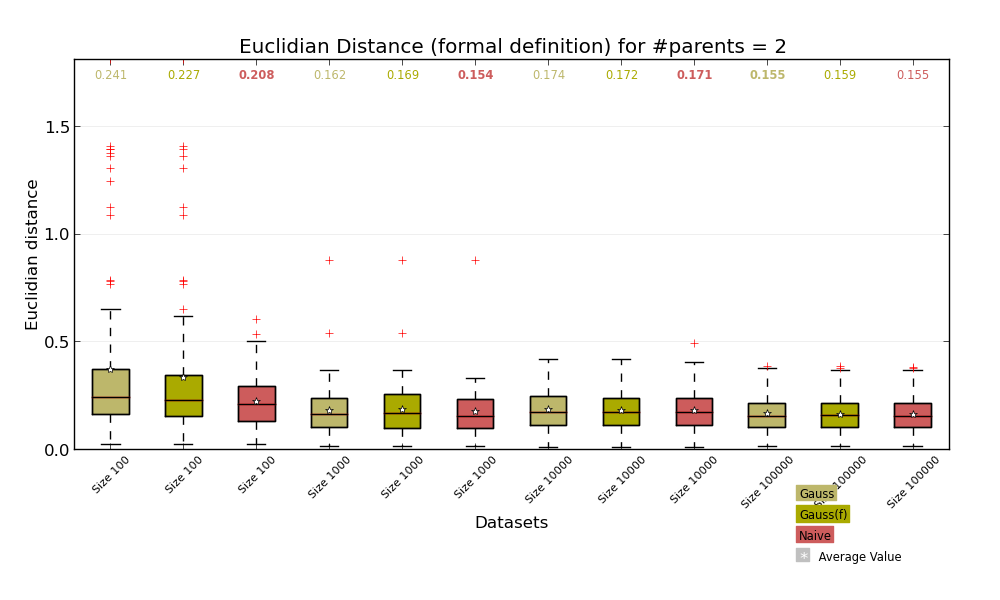 Euclidian Distance (formal definition) for #parents = 2
0.241 0.227 0.208 0.162 0.169 0.154 0.174 0.172 0.171 0.155 0.159 0.155
1.5
1.0
0.5
0.0
Euclidian distance
Size 100 Size 100 Size 100 Size 1000 Size 1000 Size 1000 Size 10000 Size 10000 Size 10000 Size 100000 Size 100000 Size 100000
Datasets
Gauss
Gauss(f)
Naive
Average Value